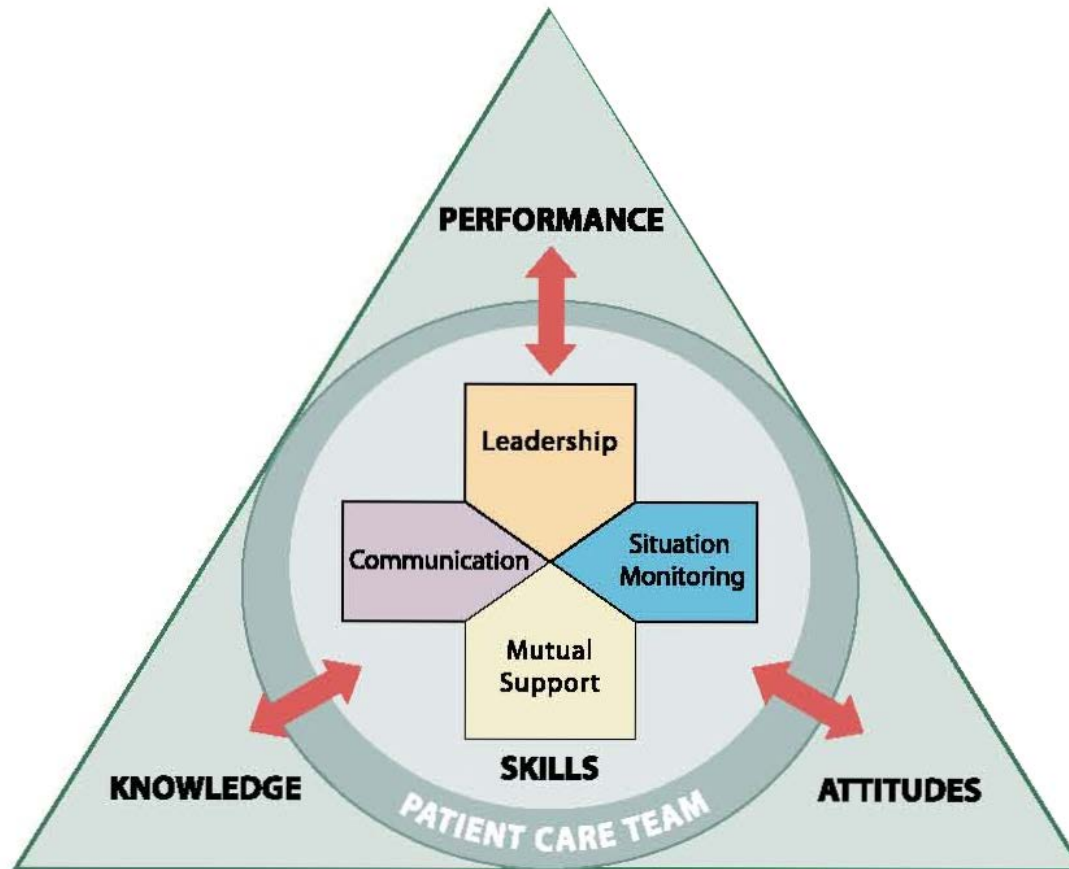 PERFORMANCE
Leadership
Communication
Situation
Monitoring
Mutual
Support
SKILLS
KNOWLEDGE
ATTITUDES
PATIENT CARE TEAM